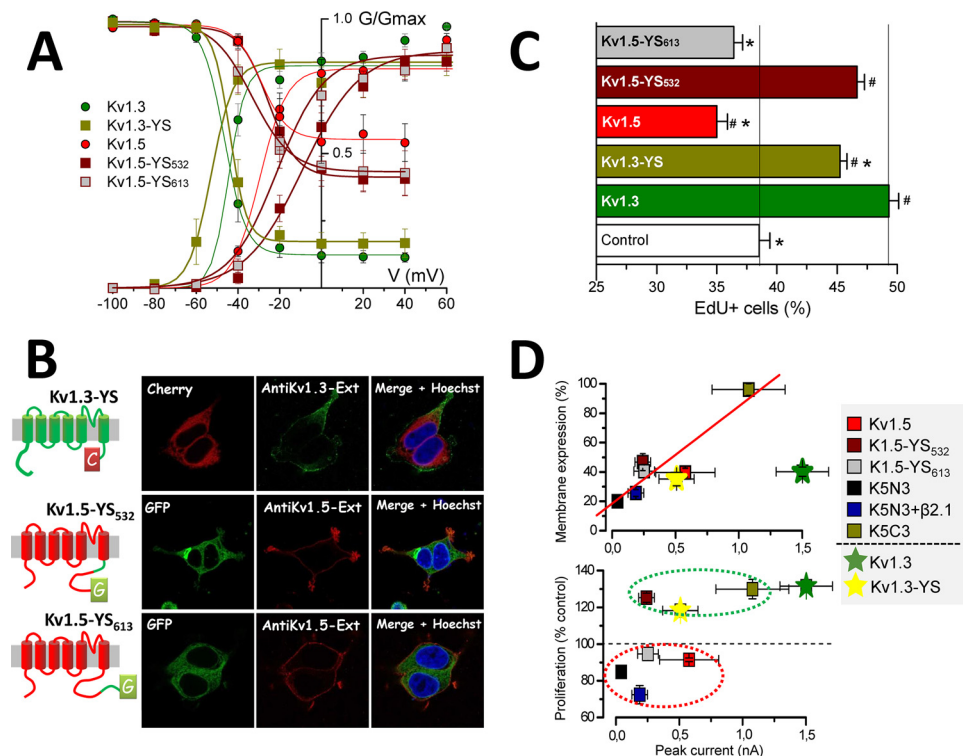 A
1.0
G/Gmax
Kv1.3
Kv1.3-YS
Kv1.5
Kv1.5-YS532
Kv1.5-YS613
0.5
V (mV)
-100 -80 -60 -40 -20 0 20 40 60
C
Kv1.5-YS613
*
Kv1.5-YS532
#
Kv1.5
# *
Kv1.3-YS
# *
Kv1.3
#
Control
*
25 30 35 40 45 50
EdU+ cells (%)
B
Kv1.3-YS
C
Cherry
AntiKv1.3-Ext
Merge + Hoechst
Kv1.5-YS532
G
GFP
AntiKv1.5-Ext
Merge + Hoechst
Kv1.5-YS613
G
GFP
AntiKv1.5-Ext
Merge + Hoechst
D
Membrane expression (%)
100
80
60
40
20
0
0,0 0,5 1,0 1,5
Proliferation (% control)
140
120
100
80
60
0,0 0,5 1,0 1,5
Peak current (nA)
Kv1.5
K1.5-YS532
K1.5-YS613
K5N3
K5N3+β2.1
K5C3
Kv1.3
Kv1.3-YS